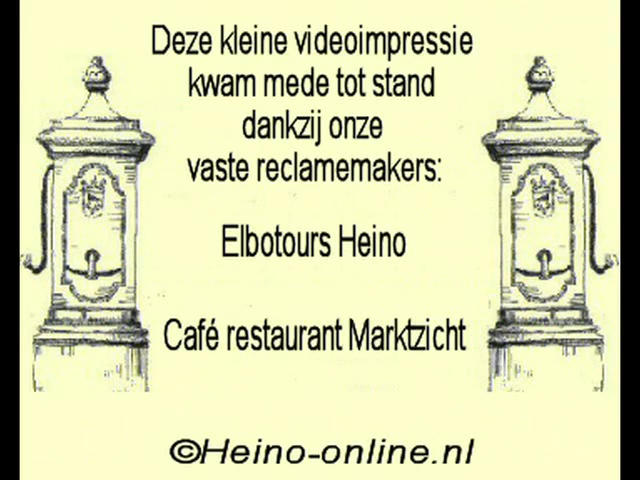 Deze kleine videoimpressie
kwam mede tot stand
dankzij onze
vaste reclamemakers:
Elbotours Heino
Café restaurant Marktzicht
©Heino-online.nl